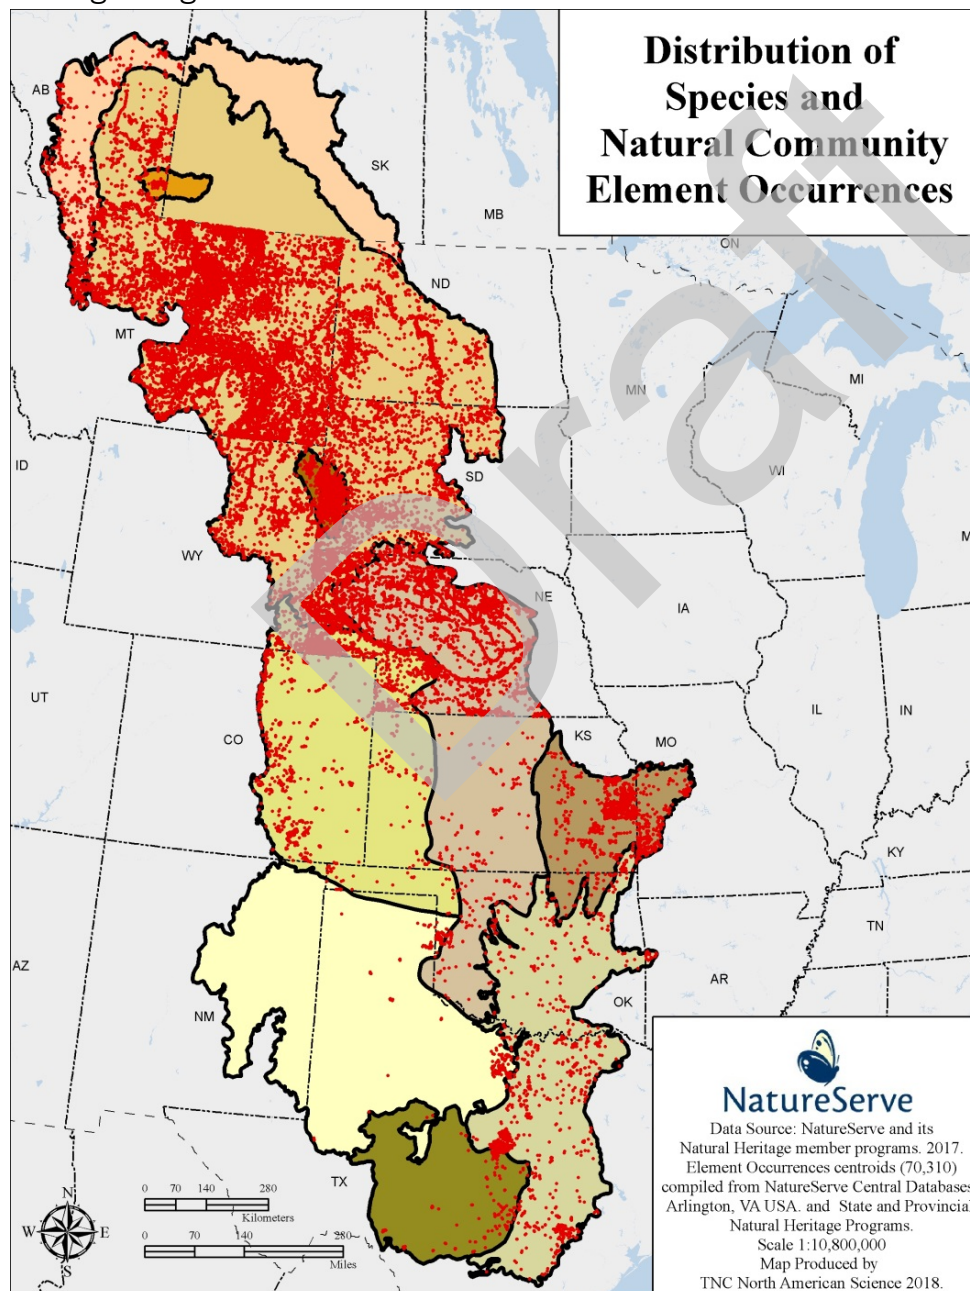 Distribution of
Species and
Natural Community
Element Occurrences
Draft
AB
SK
MB
ON
ND
MT
MN
MI
ID
SD
WI
WY
NE
IA
UT
IL
IN
CO
KS
MO
KY
TN
AZ
AR
NM
OK
TX
N
W
E
S
0 70 140 280
Kilometers
0 70 140 280
Miles
NatureServe
Data Source: NatureServe and its
Natural Heritage member programs. 2017.
Element Occurrences centroids (70,310)
compiled from NatureServe Central Databases
Arlington, VA USA. and State and Provincial
Natural Heritage Programs.
Scale 1:10,800,000
Map Produced by
TNC North American Science 2018.